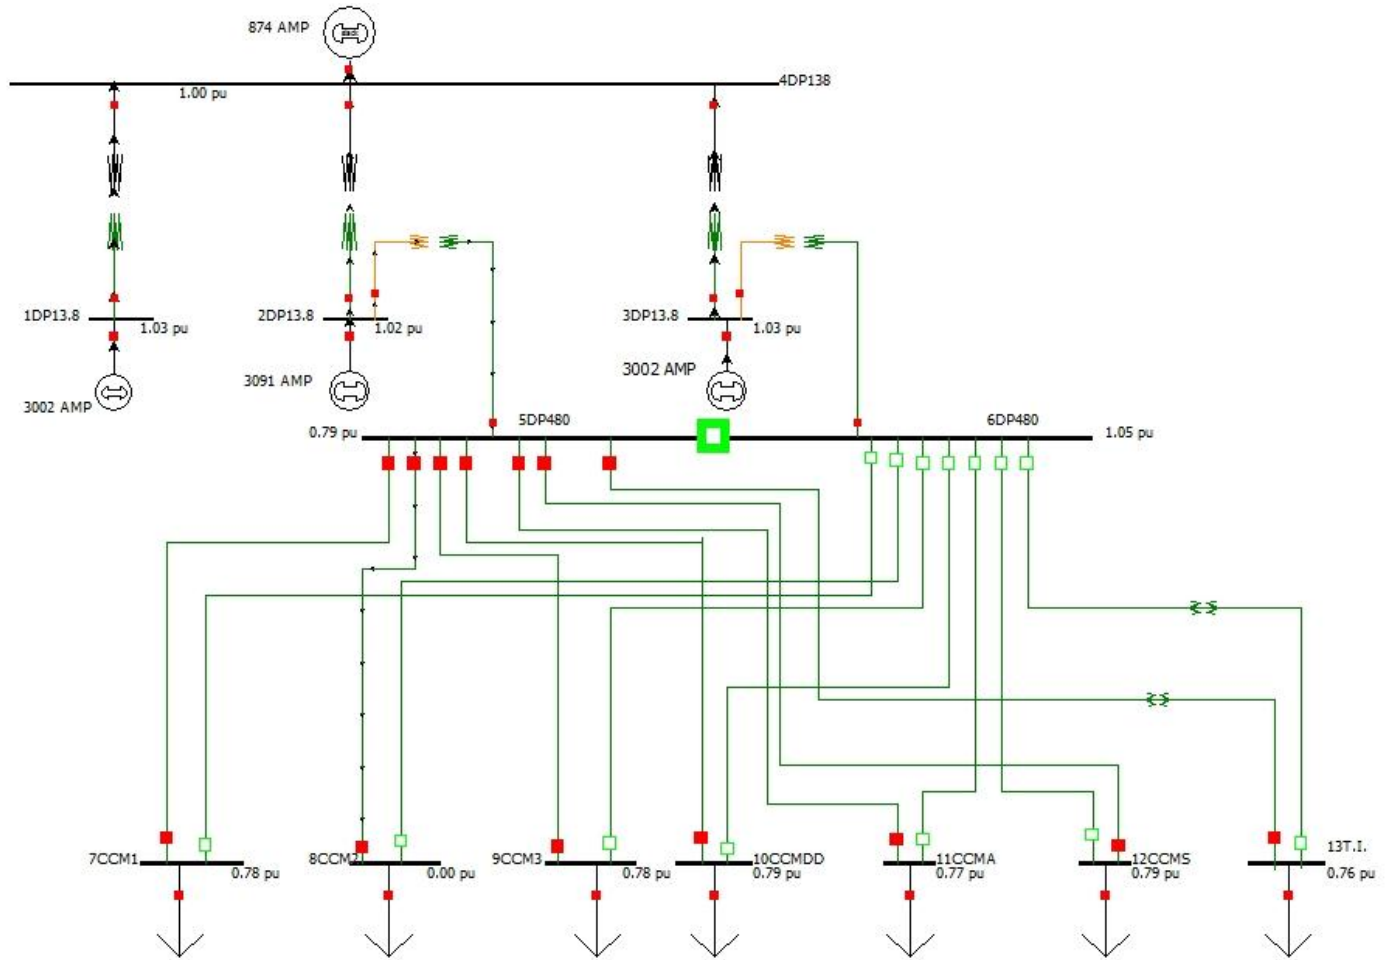 874 AMP
4DP138
1.00 pu
1DP13.8
1.03 pu
2DP13.8
1.02 pu
3DP13.8
1.03 pu
3002 AMP
3091 AMP
3002 AMP
0.79 pu
5DP480
6DP480
1.05 pu
7CCM1
0.78 pu
8CCM2
0.00 pu
9CCM3
0.78 pu
10CCMDD
0.79 pu
11CCMA
0.77 pu
12CCMS
0.79 pu
13T.I.
0.76 pu